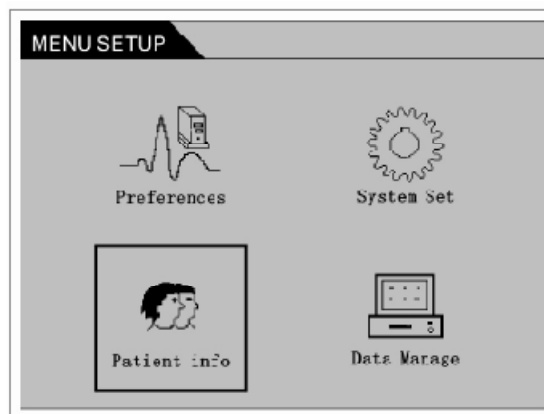 MENU SETUP
Preferences
System Set
Patient info
Data Manage